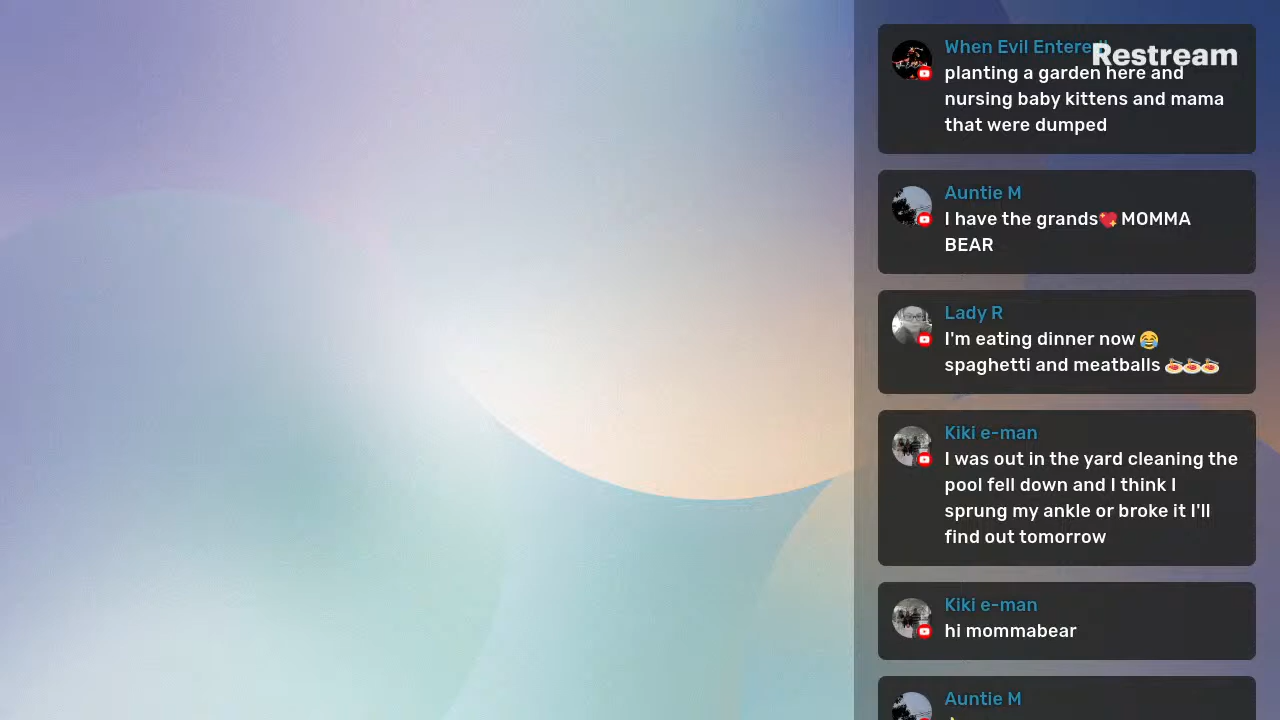 When Evil Entered!
Restream
planting a garden here and
nursing baby kittens and mama
that were dumped
Auntie M
I have the grands💖 MOMMA
BEAR
Lady R
I'm eating dinner now 😂
spaghetti and meatballs 🍝🍝🍝
Kiki e-man
I was out in the yard cleaning the
pool fell down and I think I
sprung my ankle or broke it I'll
find out tomorrow
Kiki e-man
hi mommabear
Auntie M